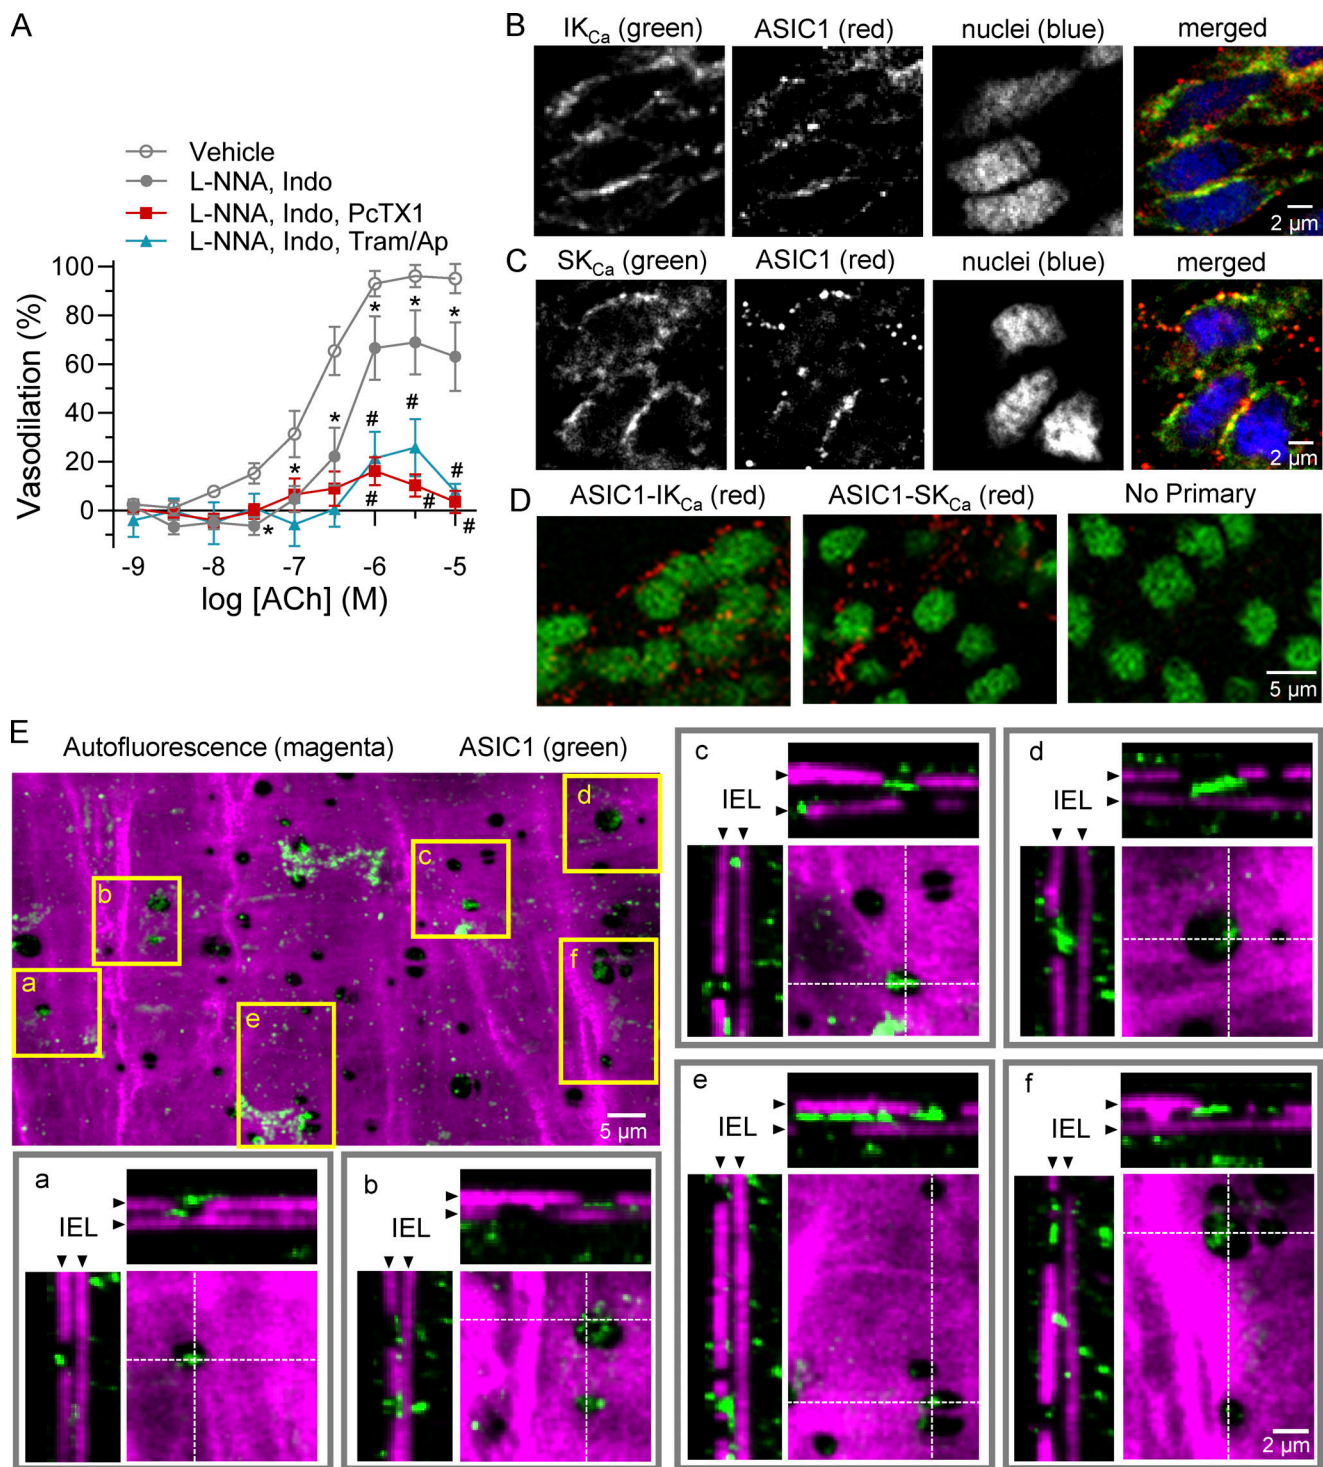 A
Vehicle
L-NNA, Indo
L-NNA, Indo, PcTX1
L-NNA, Indo, Tram/Ap
Vasodilation (%)
100
80
60
40
20
0
* * *
*
# #
*
#
# # #
*
-9 -8 -7 -6 -5
log [ACh] (M)
B
IKCa (green) ASIC1 (red) nuclei (blue) merged
2 µm
C
SKCa (green) ASIC1 (red) nuclei (blue) merged
2 µm
D
ASIC1-IKCa (red) ASIC1-SKCa (red) No Primary
5 µm
E
Autofluorescence (magenta) ASIC1 (green)
a
b
c
d
e
f
5 µm
a
IEL
b
IEL
c
IEL
d
IEL
e
IEL
f
IEL
2 µm